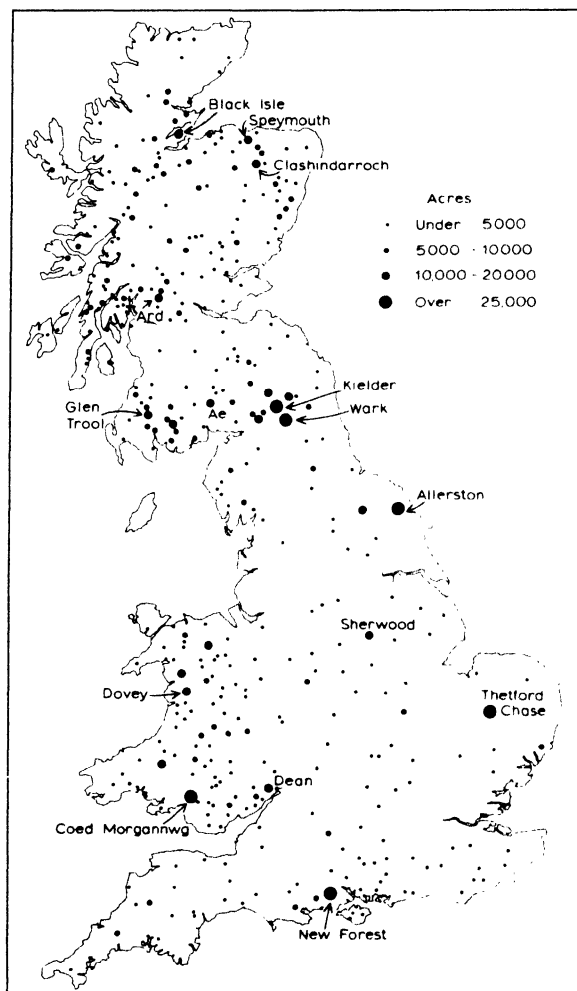 Black Isle
Speymouth
Clashindarroch
Acres
Under 5000
5000 - 10000
10,000 - 20000
Over 25,000
Ard
Kielder
Glen
Trool
Ae
Wark
Allerston
Sherwood
Dovey
Thetford
Chase
Dean
Coed Morgannwg
New Forest